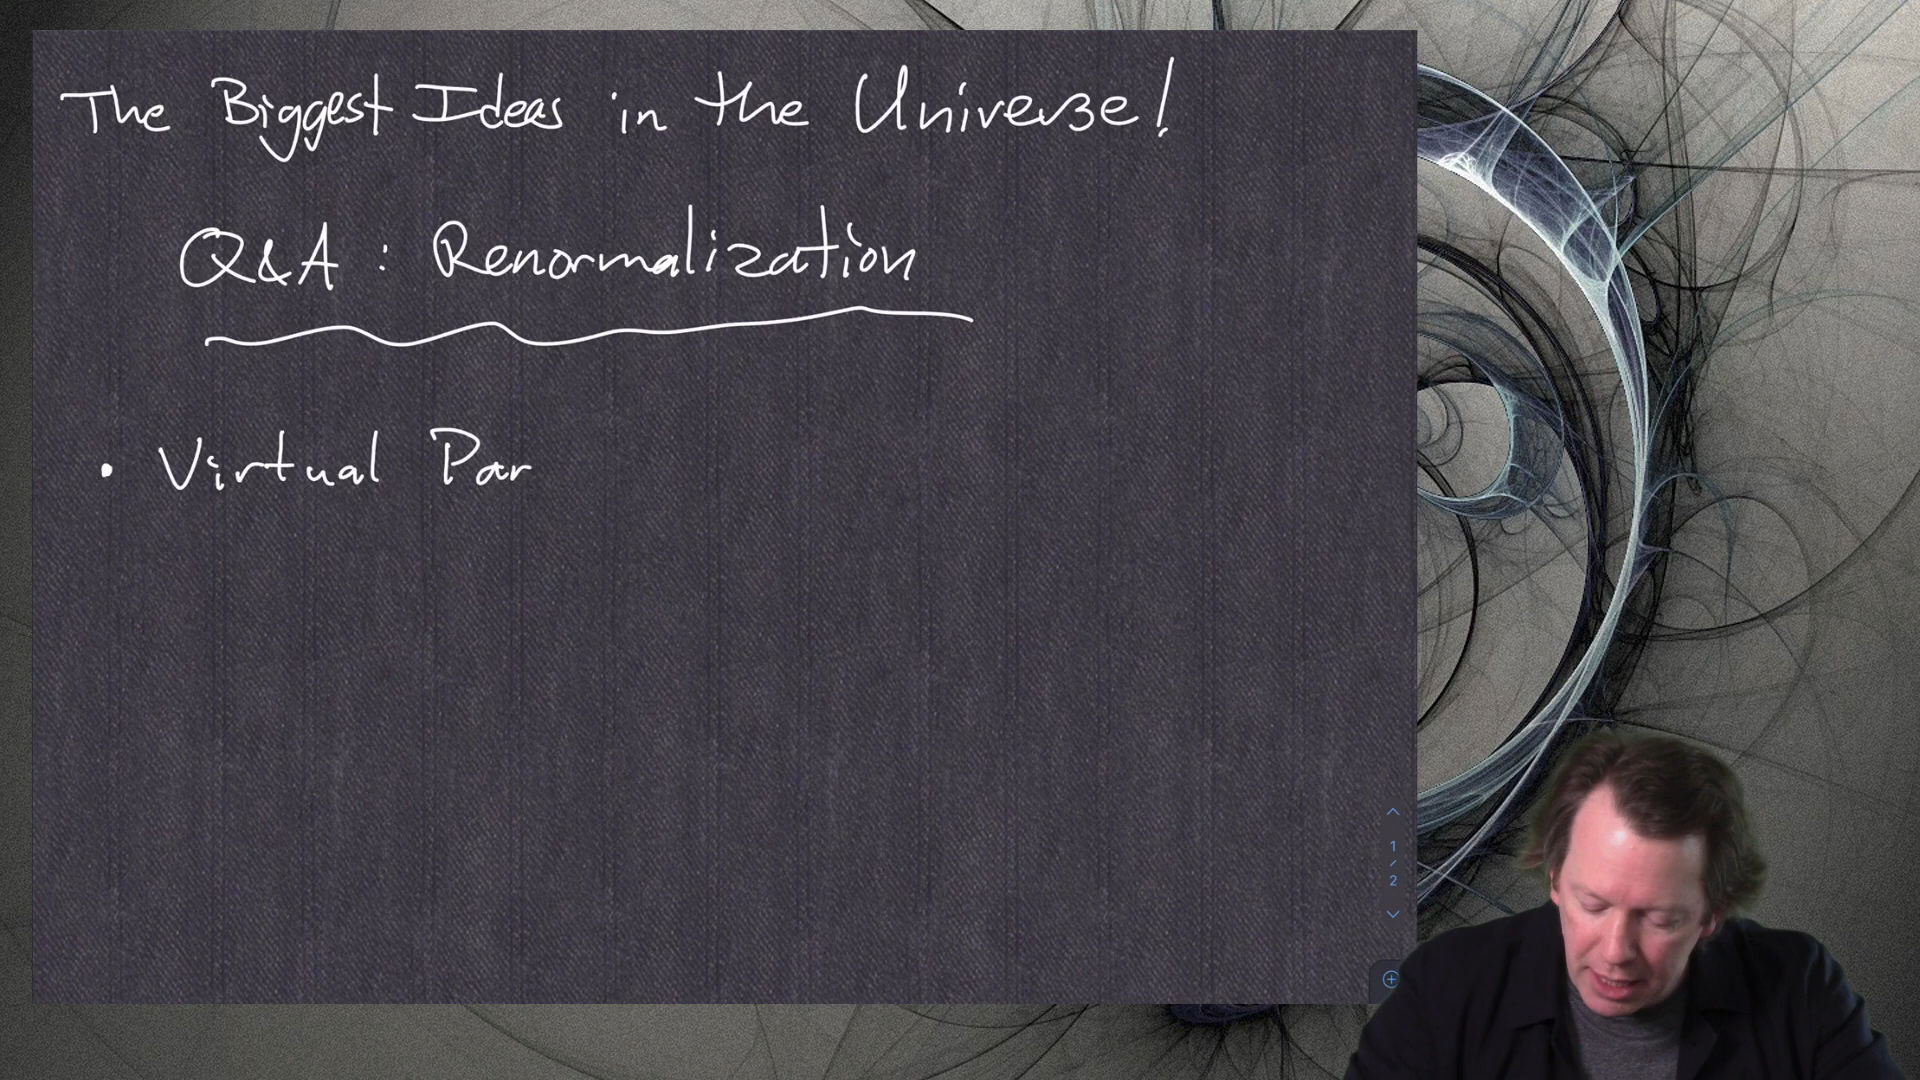 The Biggest Ideas in the Universe!
Q&A: Renormalization
• Virtual Par
1
/
2